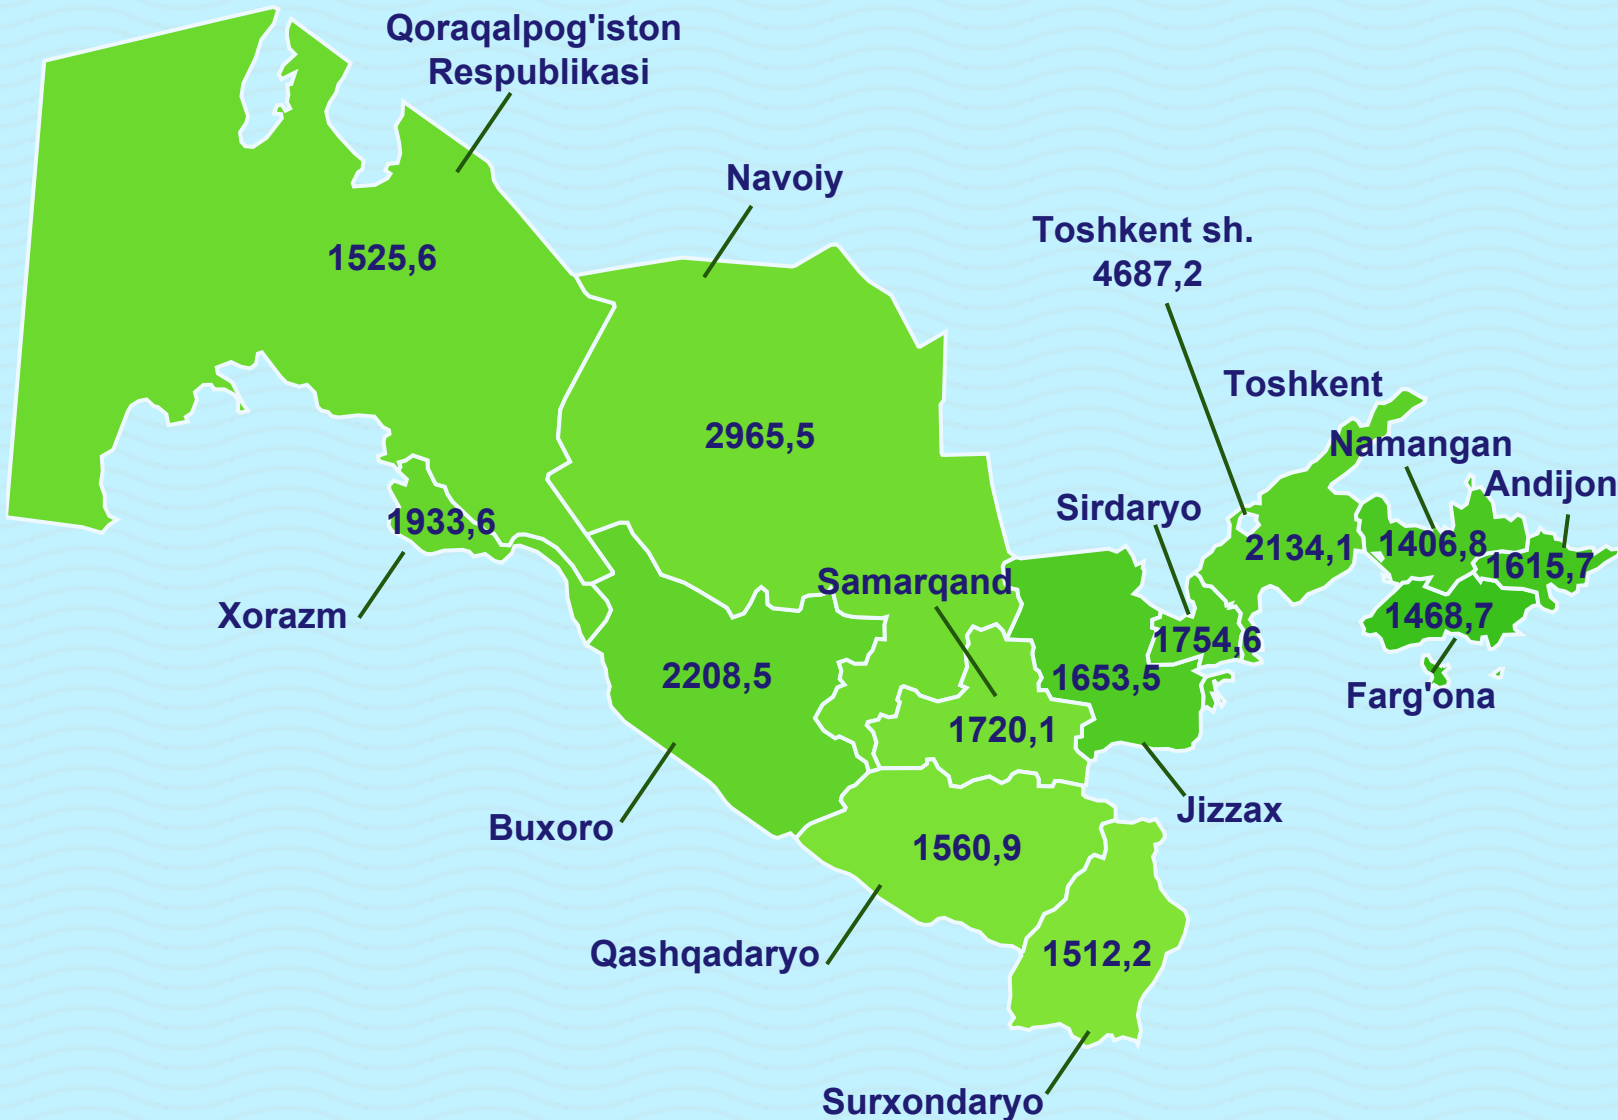 Qoraqalpog'iston
Respublikasi
1525,6
Navoiy
2965,5
Toshkent sh.
4687,2
Toshkent
2134,1
Namangan
1406,8
Andijon
1615,7
Sirdaryo
1754,6
1933,6
Xorazm
Samarqand
1720,1
1468,7
Farg'ona
2208,5
Buxoro
1653,5
Jizzax
1560,9
Qashqadaryo
1512,2
Surxondaryo